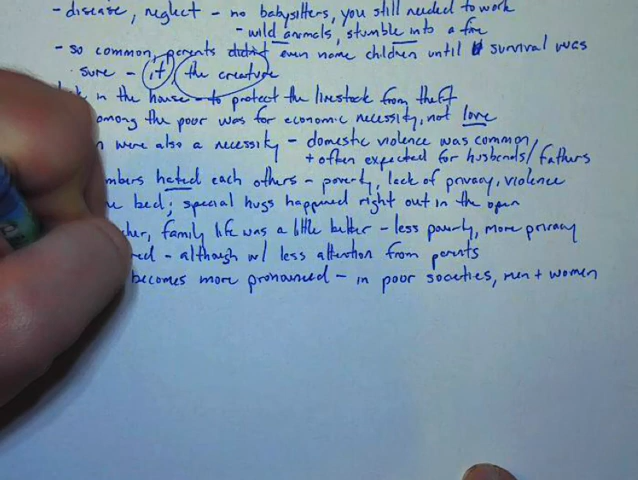 - disease, neglect - no babysitters, you still needed to work
- wild animals, stumble into a fire
- so common, parents didn't even name children until survival was
sure - it, the creature
in the house - to protect the livestock from theft
among the poor was for economic necessity, not love
were also a necessity - domestic violence was common,
+ often expected for husbands/fathers
mbers hated each others - poverty, lack of privacy, violence
bed; special hugs happened right out in the open
her, family life was a little better - less poverty, more privacy
red - although w/ less attention from parents
becomes more pronounced - in poor societies, men + women